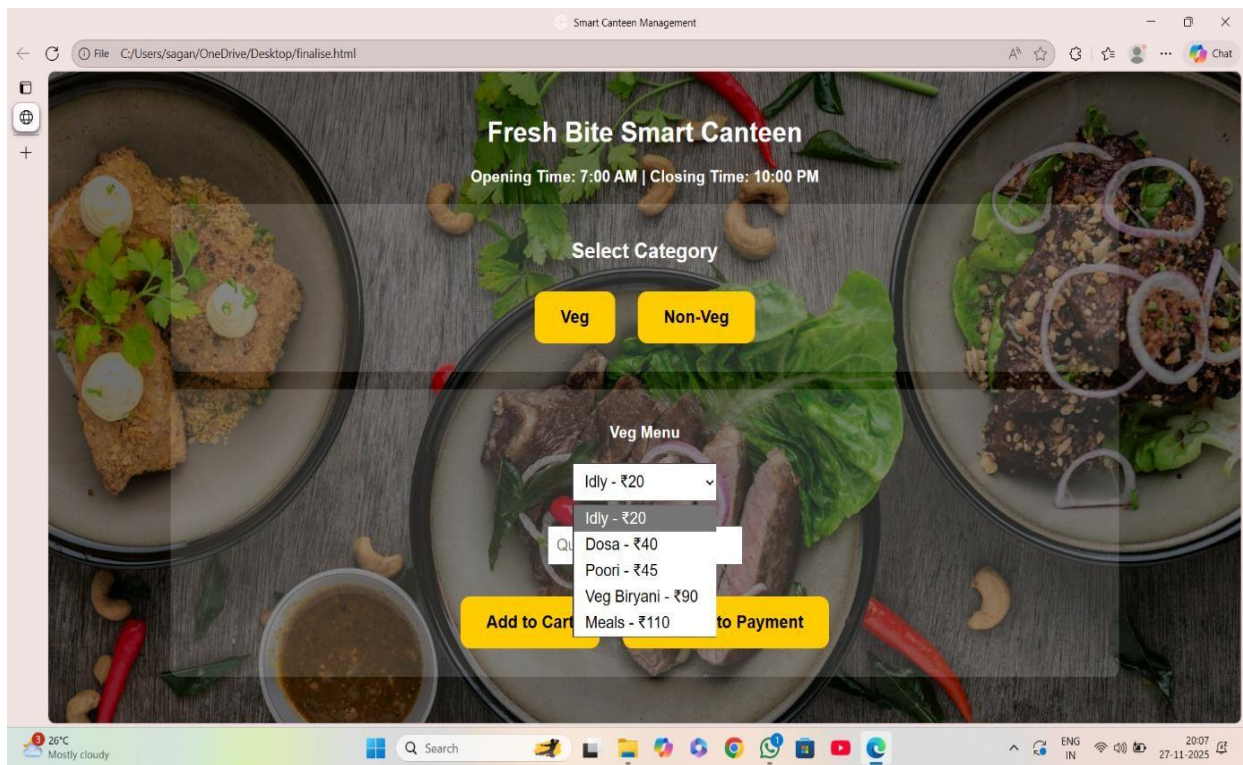 Smart Canteen Management
File C:/Users/sagan/OneDrive/Desktop/finalise.html
Chat
Fresh Bite Smart Canteen
Opening Time: 7:00 AM | Closing Time: 10:00 PM
Select Category
Veg Non-Veg
Veg Menu
Idly - ₹20
Idly - ₹20
Dosa - ₹40
Poori - ₹45
Veg Biryani - ₹90
Meals - ₹110
Add to Cart to Payment
3 26°C
Mostly cloudy
Search
1
ENG
IN
20:07
27-11-2025